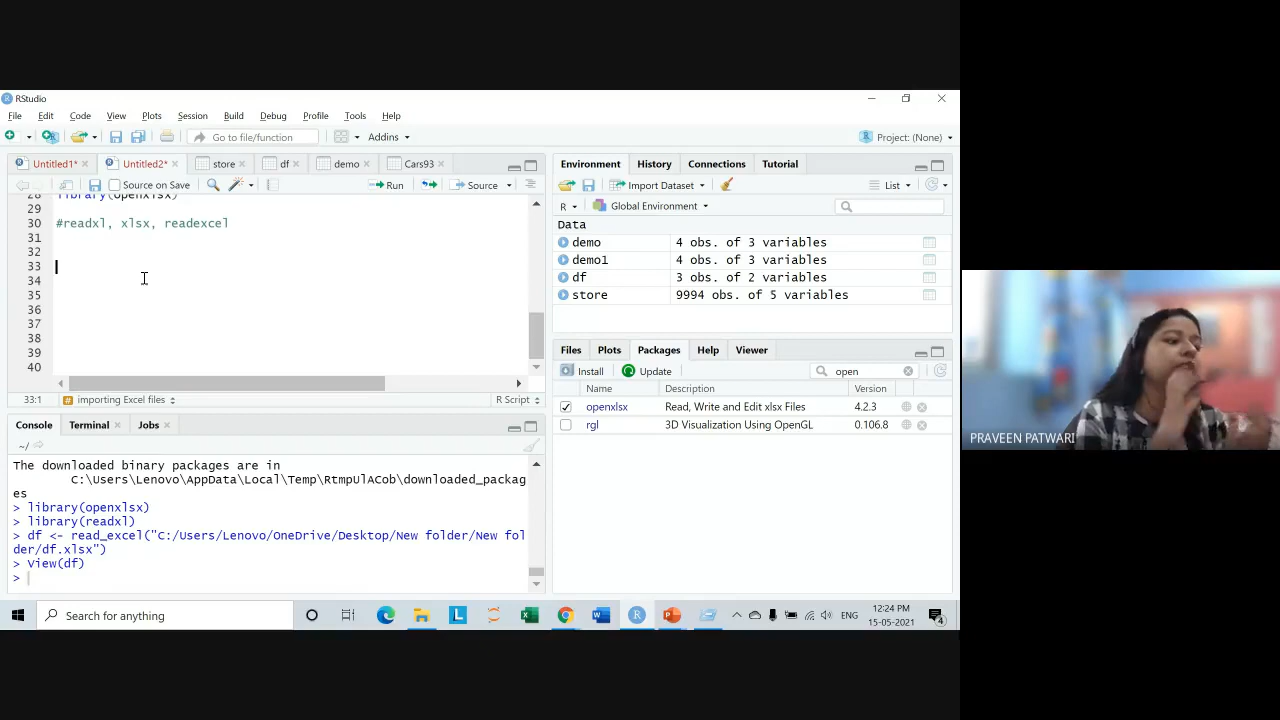 RStudio
File Edit Code View Plots Session Build Debug Profile Tools Help
Go to file/function Addins Project: (None)
Untitled1* Untitled2* store df demo Cars93
Source on Save Run Source
28 library(openxlsx)
29
30 #readxl, xlsx, readexcel
31
32
33
34
35
36
37
38
39
40
33:1 importing Excel files R Script
Console Terminal Jobs
~/
The downloaded binary packages are in
C:\Users\Lenovo\AppData\Local\Temp\RtmpUlACob\downloaded_packag
es
> library(openxlsx)
> library(readxl)
> df <- read_excel("C:/Users/Lenovo/OneDrive/Desktop/New folder/New fol
der/df.xlsx")
> View(df)
>
Environment History Connections Tutorial
Import Dataset List
R Global Environment
Data
demo 4 obs. of 3 variables
demo1 4 obs. of 3 variables
df 3 obs. of 2 variables
store 9994 obs. of 5 variables
Files Plots Packages Help Viewer
Install Update open
Name Description Version
openxlsx Read, Write and Edit xlsx Files 4.2.3
rgl 3D Visualization Using OpenGL 0.106.8
Search for anything
ENG
12:24 PM
15-05-2021
4
PRAVEEN PATWARI